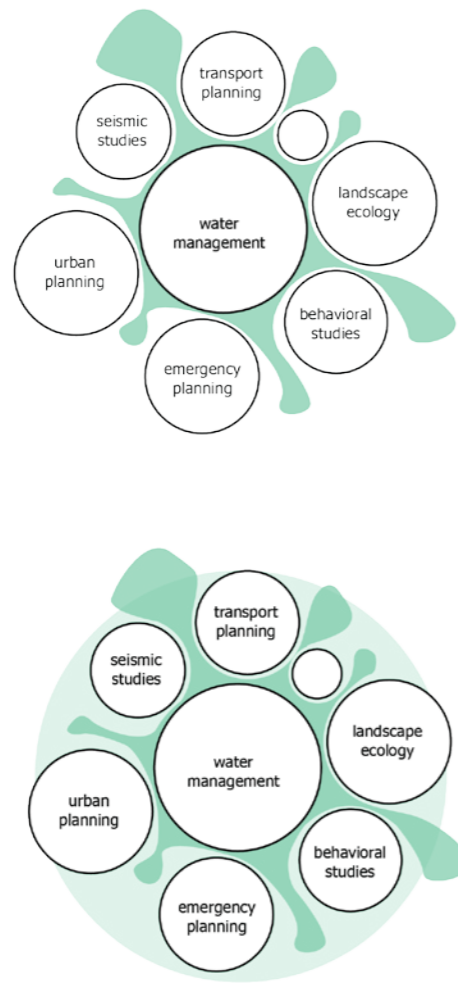 transport
planning
seismic
studies
landscape
ecology
water
management
urban
planning
behavioral
studies
emergency
planning
transport
planning
seismic
studies
landscape
ecology
water
management
urban
planning
behavioral
studies
emergency
planning